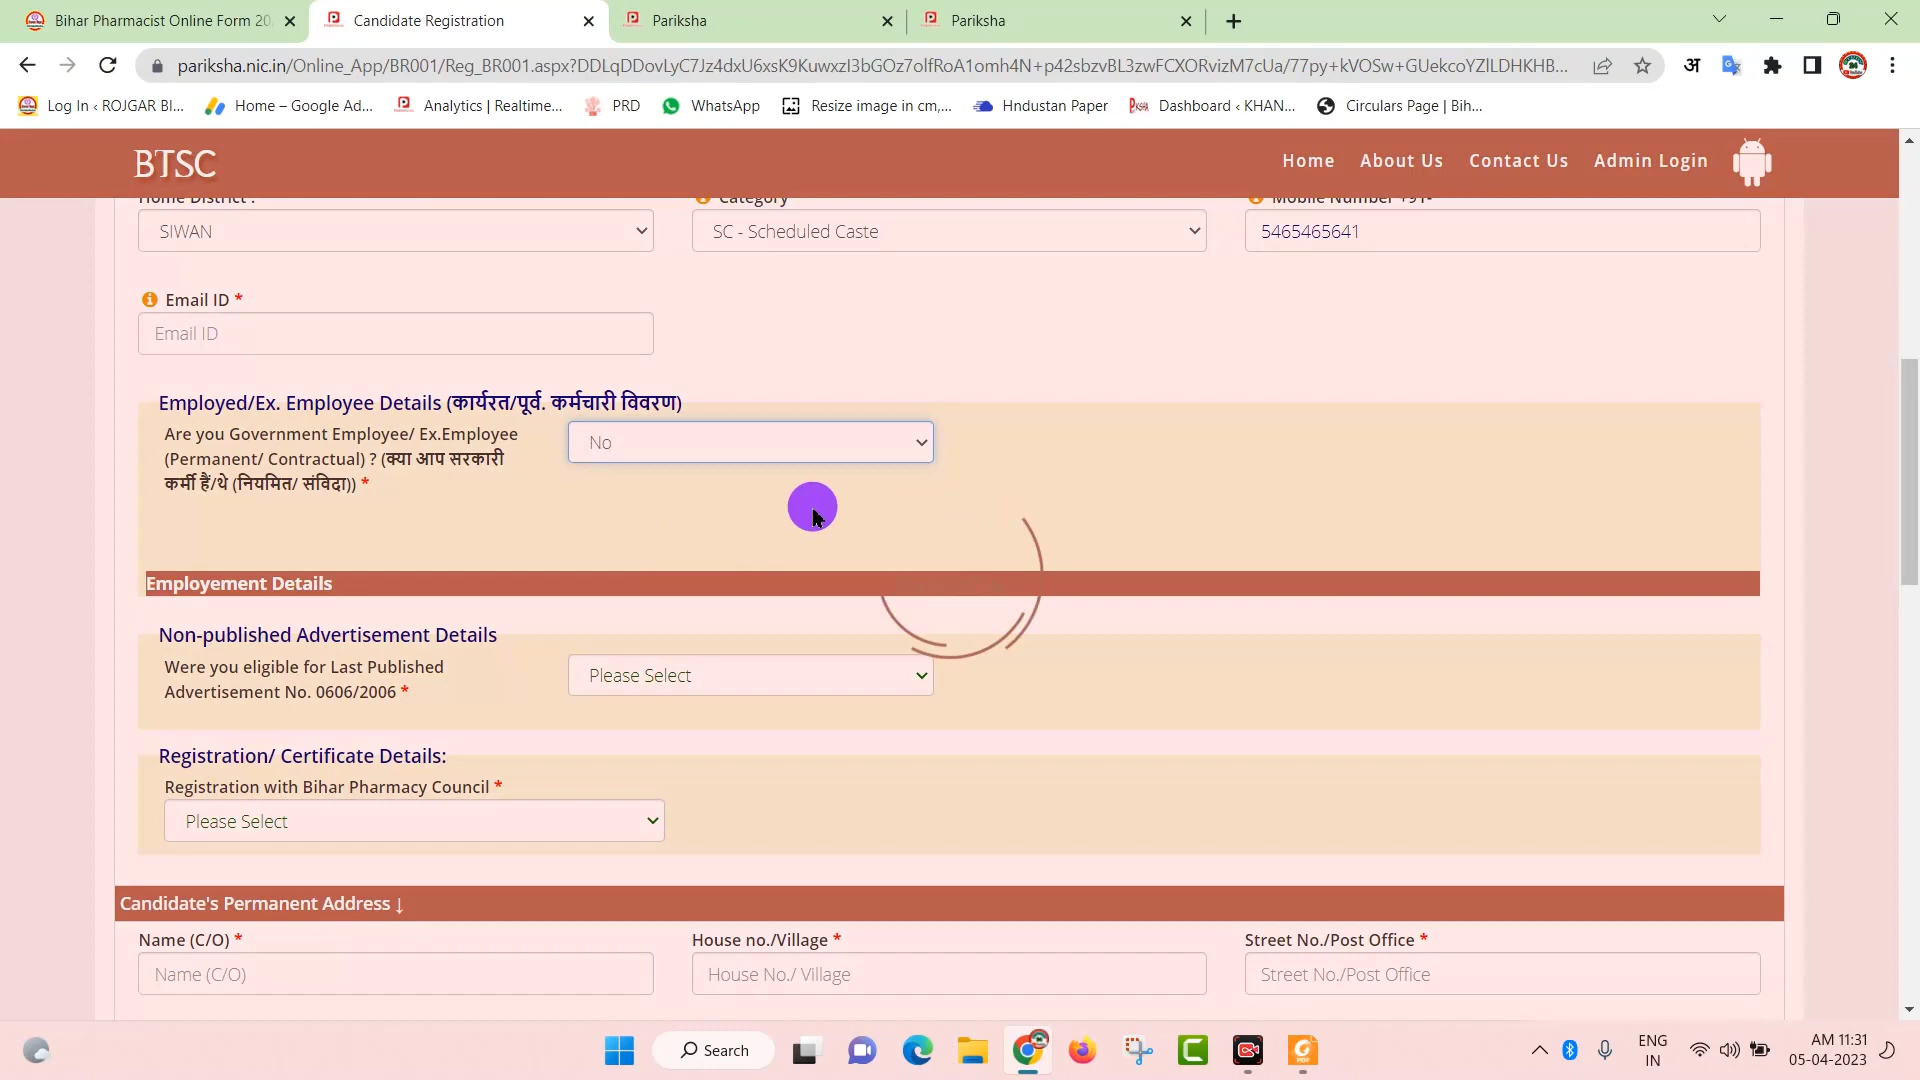 Bihar Pharmacist Online Form 20
Candidate Registration
Pariksha
Pariksha
pariksha.nic.in/Online_App/BR001/Reg_BR001.aspx?DDLqDDovLyC7Jz4dxU6xsK9KuwxzI3bGOz7olfRoA1omh4N+p42sbzvBL3zwFCXORvizM7cUa/77py+kVOSw+GUekcoYZlLDHKHB...
Log In ‹ ROJGAR BI...
Home – Google Ad...
Analytics | Realtime...
PRD
WhatsApp
Resize image in cm,...
Hndustan Paper
Dashboard ‹ KHAN...
Circulars Page | Bih...
BTSC
Home About Us Contact Us Admin Login
Home District :
Category
Mobile Number +91-
SIWAN
SC - Scheduled Caste
5465465641
Email ID *
Email ID
Employed/Ex. Employee Details (कार्यरत/पूर्व. कर्मचारी विवरण)
Are you Government Employee/ Ex.Employee
(Permanent/ Contractual) ? (क्या आप सरकारी
कर्मी हैं/थे (नियमित/ संविदा)) *
No
Employement Details
Non-published Advertisement Details
Were you eligible for Last Published
Advertisement No. 0606/2006 *
Please Select
Registration/ Certificate Details:
Registration with Bihar Pharmacy Council *
Please Select
Candidate's Permanent Address ↓
Name (C/O) *
House no./Village *
Street No./Post Office *
Name (C/O)
House No./ Village
Street No./Post Office
Search
ENG
IN
AM 11:31
05-04-2023